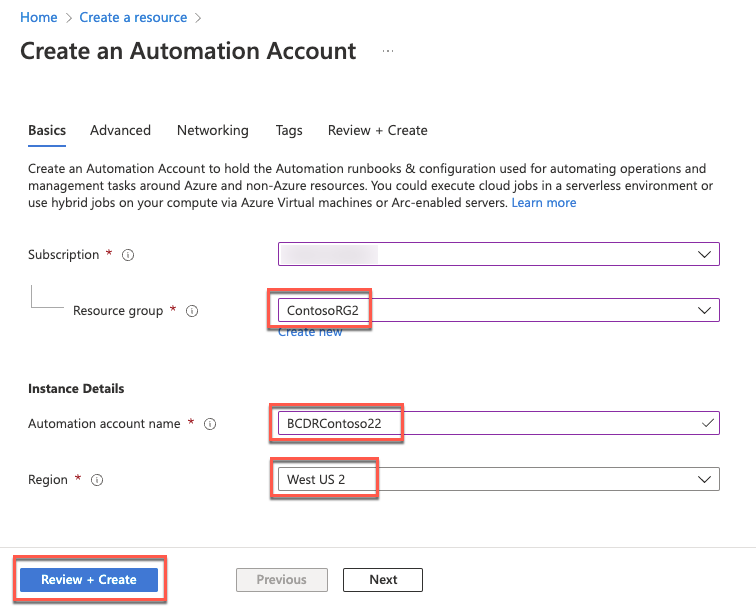 Home > Create a resource >
Create an Automation Account ...
Basics Advanced Networking Tags Review + Create
Create an Automation Account to hold the Automation runbooks & configuration used for automating operations and
management tasks around Azure and non-Azure resources. You could execute cloud jobs in a serverless environment or
use hybrid jobs on your compute via Azure Virtual machines or Arc-enabled servers. Learn more
Subscription *
Resource group * ContosoRG2
Create new
Instance Details
Automation account name * BCDRContoso22
Region * West US 2
Review + Create Previous Next